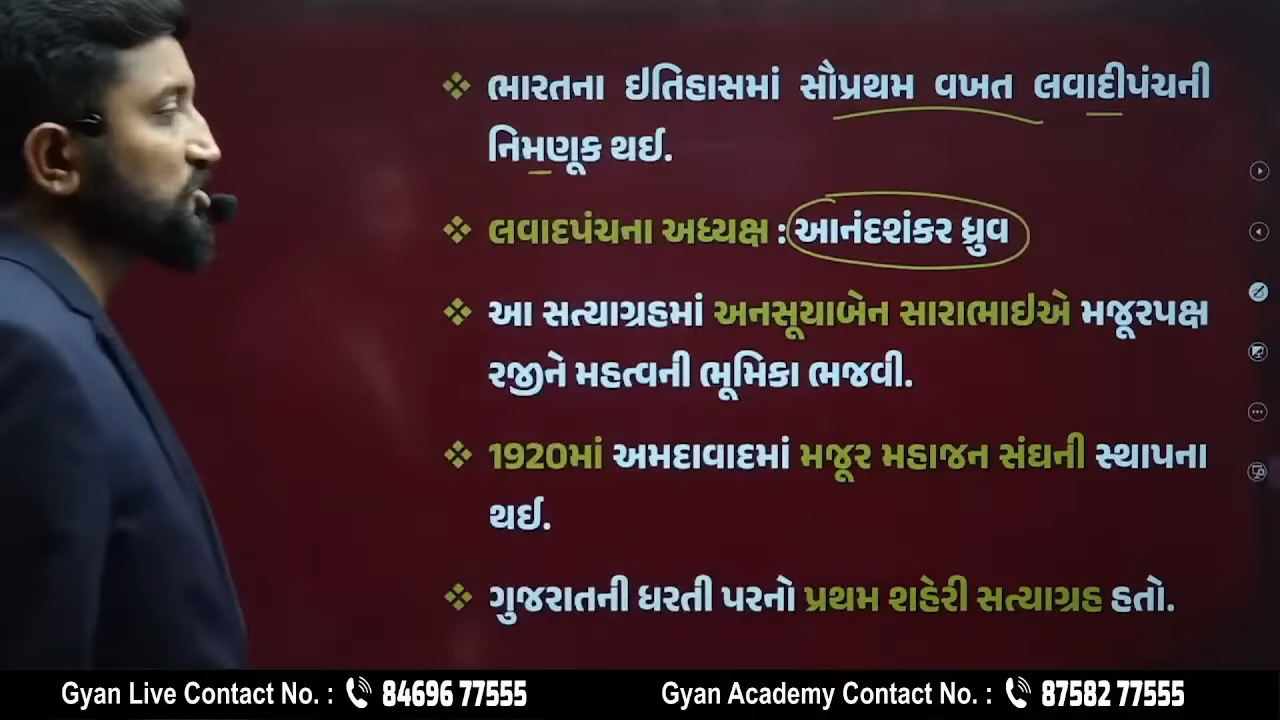 ❖ ભારતના ઇતિહાસમાં સૌપ્રથમ વખત લવાદીપંચની
નિમણૂક થઈ.
❖ લવાદપંચના અધ્યક્ષ : આનંદશંકર ધ્રુવ
❖ આ સત્યાગ્રહમાં અનસૂયાબેન સારાભાઇએ મજૂરપક્ષ
રજીને મહત્વની ભૂમિકા ભજવી.
❖ 1920માં અમદાવાદમાં મજૂર મહાજન સંઘની સ્થાપના
થઈ.
❖ ગુજરાતની ધરતી પરનો પ્રથમ શહેરી સત્યાગ્રહ હતો.
Gyan Live Contact No. : 84696 77555
Gyan Academy Contact No. : 87582 77555